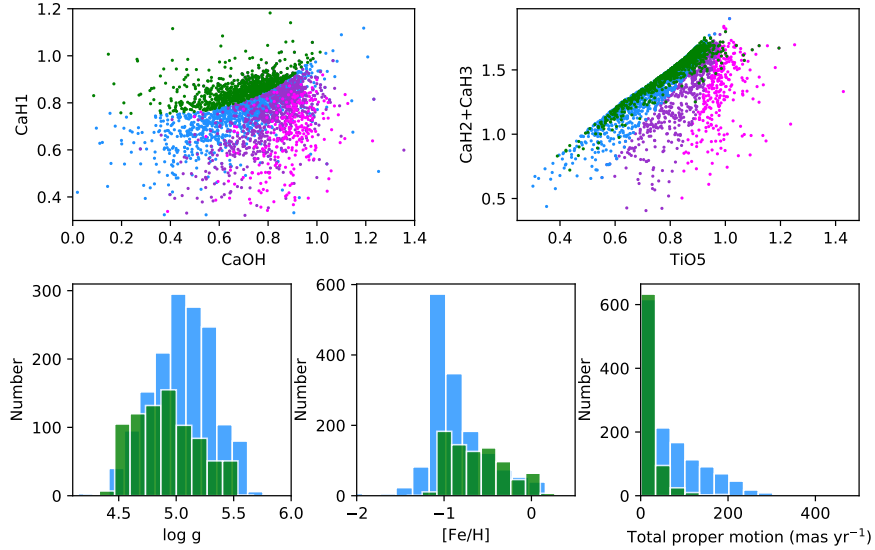 1.2
1.0
0.8
0.6
0.4
CaH1
0.0 0.2 0.4 0.6 0.8 1.0 1.2 1.4
CaOH
1.5
1.0
0.5
CaH2+CaH3
0.4 0.6 0.8 1.0 1.2 1.4
TiO5
300
200
100
0
Number
4.5 5.0 5.5 6.0
log g
600
400
200
0
Number
−2 −1 0
[Fe/H]
600
400
200
0
Number
0 200 400
Total proper motion (mas yr⁻¹)